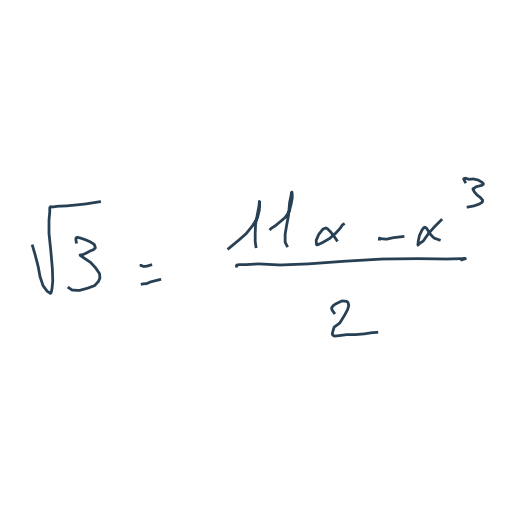 √3 = (11α - α³)/2